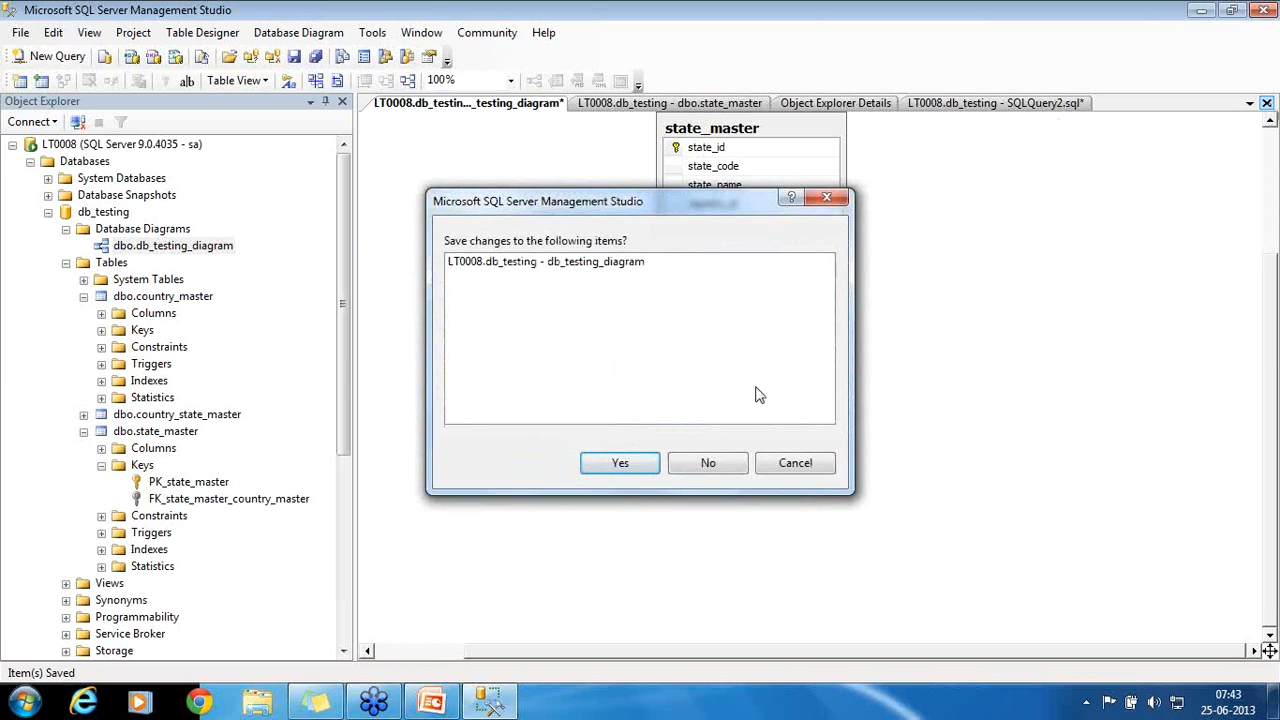 Microsoft SQL Server Management Studio
File Edit View Project Table Designer Database Diagram Tools Window Community Help
New Query
Table View 100%
Object Explorer
LT0008.db_testin..._testing_diagram* LT0008.db_testing - dbo.state_master Object Explorer Details LT0008.db_testing - SQLQuery2.sql*
Connect
LT0008 (SQL Server 9.0.4035 - sa)
Databases
System Databases
Database Snapshots
db_testing
Database Diagrams
dbo.db_testing_diagram
Tables
System Tables
dbo.country_master
Columns
Keys
Constraints
Triggers
Indexes
Statistics
dbo.country_state_master
dbo.state_master
Columns
Keys
PK_state_master
FK_state_master_country_master
Constraints
Triggers
Indexes
Statistics
Views
Synonyms
Programmability
Service Broker
Storage
state_master
state_id
state_code
state_name
Microsoft SQL Server Management Studio
Save changes to the following items?
LT0008.db_testing - db_testing_diagram
Yes No Cancel
Item(s) Saved
07:43
25-06-2013